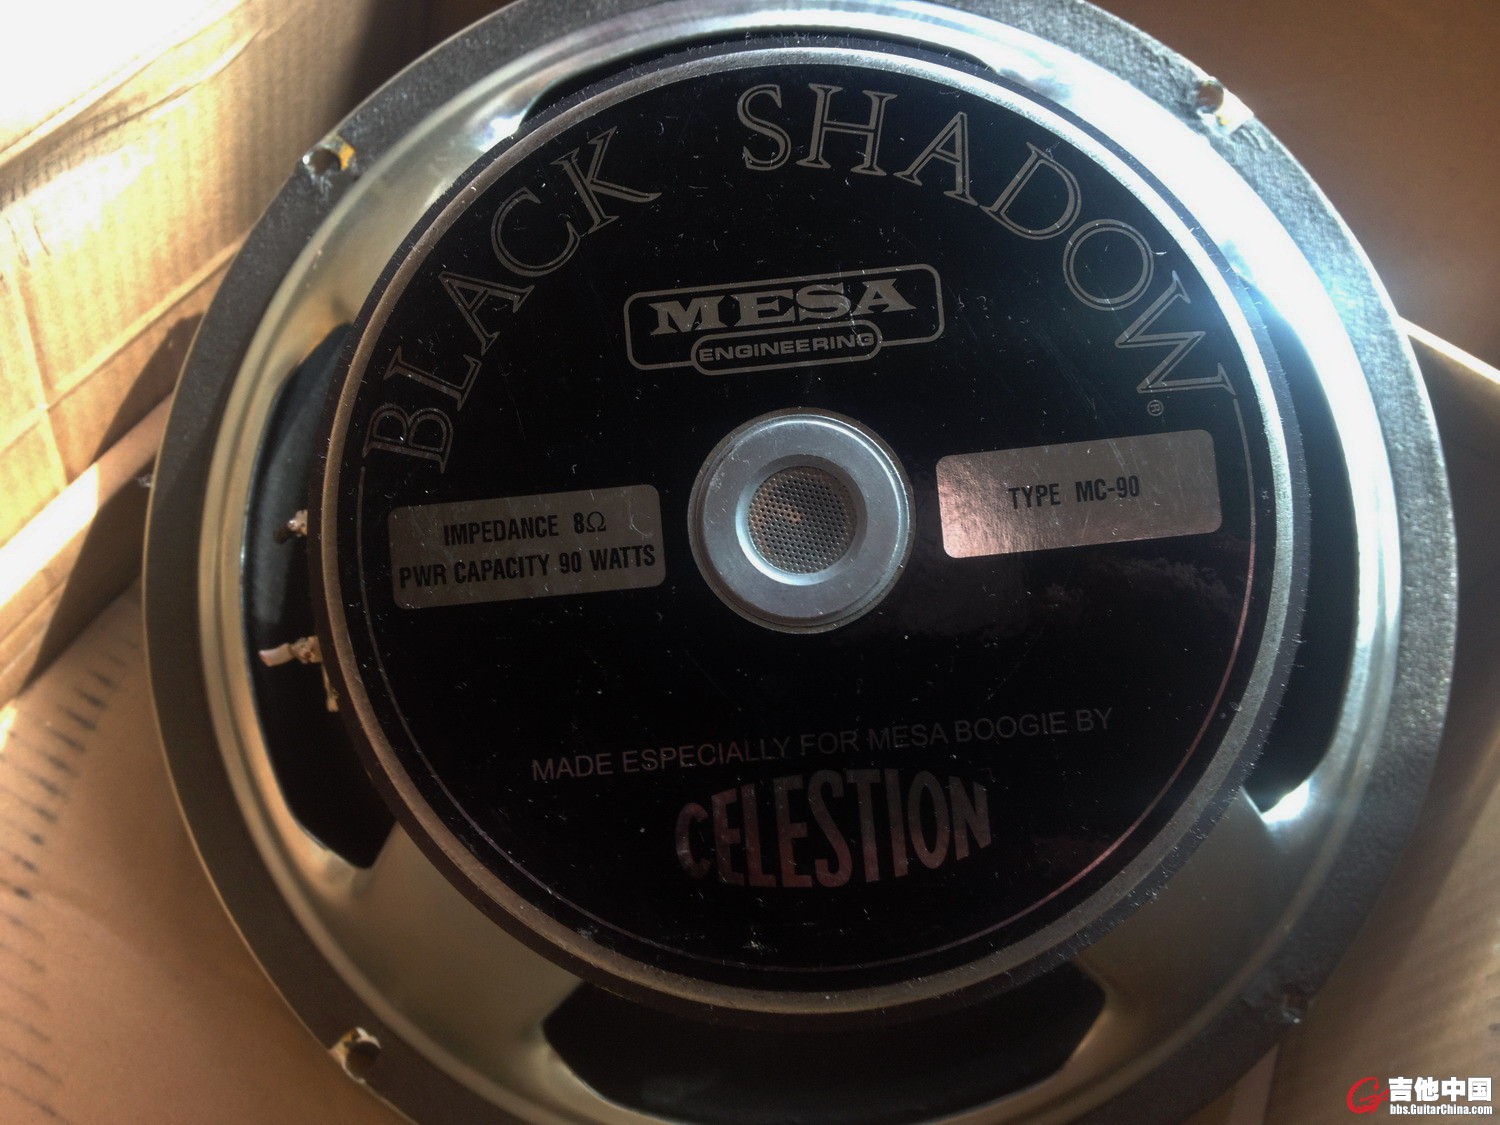 BLACK SHADOW®
MESA
ENGINEERING
IMPEDANCE 8Ω
PWR CAPACITY 90 WATTS
TYPE MC-90
MADE ESPECIALLY FOR MESA BOOGIE BY
CELESTION
吉他中国
bbs.GuitarChina.com